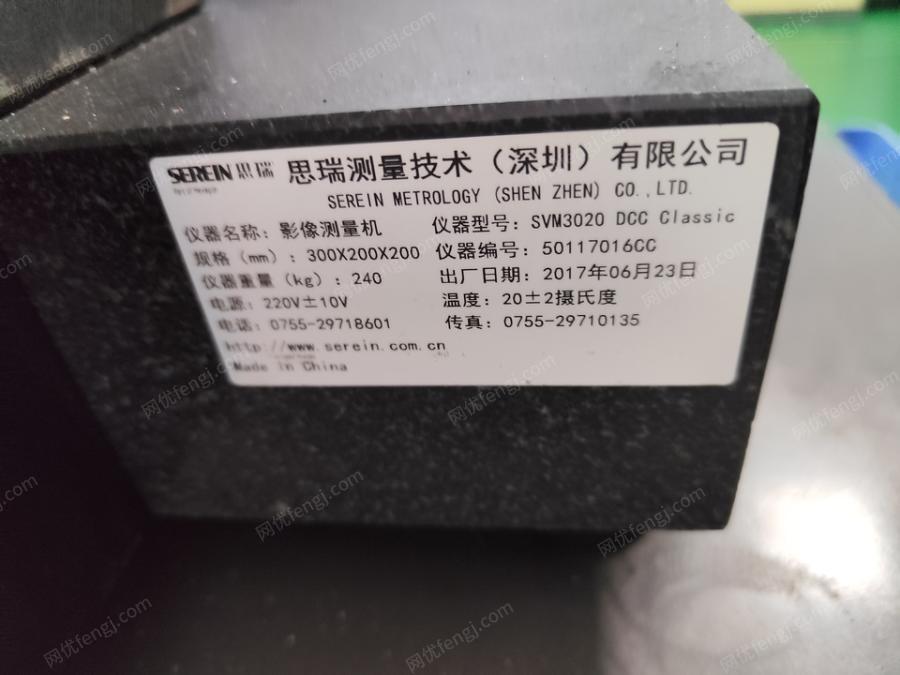 SEREIN 思瑞 思瑞测量技术（深圳）有限公司
SEREIN METROLOGY (SHEN ZHEN) CO.,LTD.
仪器名称：影像测量机 仪器型号：SVM3020 DCC Classic
规格（mm）：300X200X200 仪器编号：50117016CC
仪器重量（kg）：240 出厂日期：2017年06月23日
电源：220V±10V 温度：20±2摄氏度
电话：0755-29718601 传真：0755-29710135
http://www.serein.com.cn
Made in China
网优fengj.com